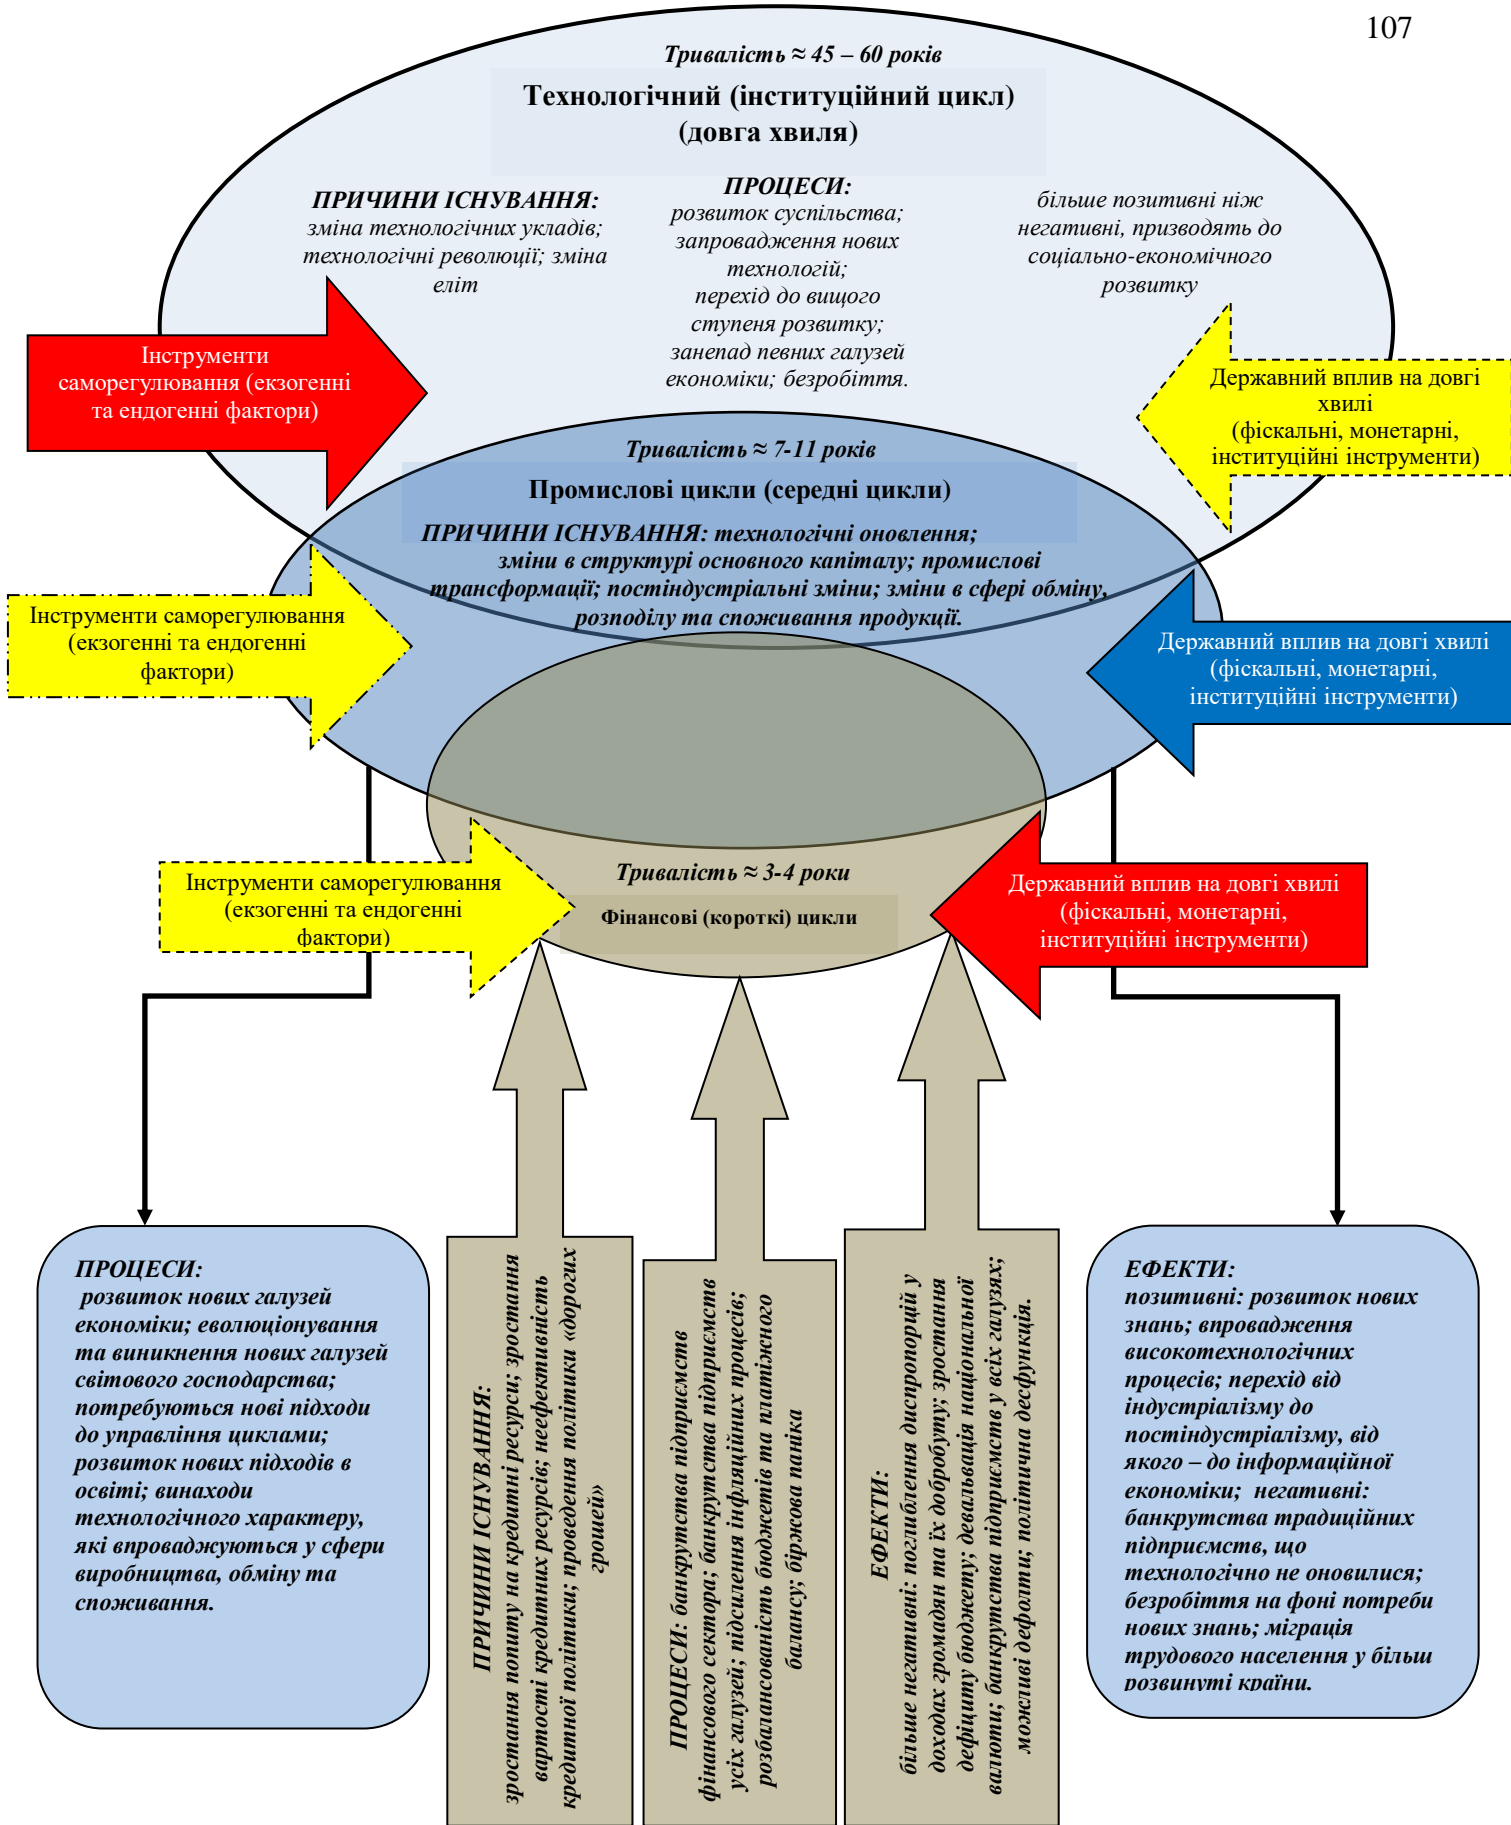 107
Тривалість ≈ 45 – 60 років
Технологічний (інституційний цикл)
(довга хвиля)
ПРИЧИНИ ІСНУВАННЯ:
зміна технологічних укладів;
технологічні революції; зміна
еліт
ПРОЦЕСИ:
розвиток суспільства;
запровадження нових
технологій;
перехід до вищого
ступеня розвитку;
занепад певних галузей
економіки; безробіття.
більше позитивні ніж
негативні, призводять до
соціально-економічного
розвитку
Інструменти
саморегулювання (екзогенні
та ендогенні фактори)
Державний вплив на довгі
хвилі
(фіскальні, монетарні,
інституційні інструменти)
Тривалість ≈ 7-11 років
Промислові цикли (середні цикли)
ПРИЧИНИ ІСНУВАННЯ: технологічні оновлення;
зміни в структурі основного капіталу; промислові
трансформації; постіндустріальні зміни; зміни в сфері обміну,
розподілу та споживання продукції.
Інструменти саморегулювання
(екзогенні та ендогенні
фактори)
Державний вплив на довгі хвилі
(фіскальні, монетарні,
інституційні інструменти)
Тривалість ≈ 3-4 роки
Фінансові (короткі) цикли
Інструменти саморегулювання
(екзогенні та ендогенні
фактори)
Державний вплив на довгі хвилі
(фіскальні, монетарні,
інституційні інструменти)
ПРОЦЕСИ:
розвиток нових галузей
економіки; еволюціонування
та виникнення нових галузей
світового господарства;
потребуються нові підходи
до управління циклами;
розвиток нових підходів в
освіті; винаходи
технологічного характеру,
які впроваджуються у сфери
виробництва, обміну та
споживання.
ПРИЧИНИ ІСНУВАННЯ:
зростання попиту на кредитні ресурси; зростання
вартості кредитних ресурсів; неефективність
кредитної політики; проведення політики «дорогих
грошей»
ПРОЦЕСИ: банкрутства підприємств
фінансового сектора; банкрутства підприємств
усіх галузей; підсилення інфляційних процесів;
розбалансованість бюджетів та платіжного
балансу; біржова паніка
ЕФЕКТИ:
більше негативні: поглиблення диспропорцій у
доходах громадян та їх добробуту; зростання
дефіциту бюджету; девальвація національної
валюти; банкрутства підприємств у всіх галузях;
можливі дефолти; політична десфункція.
ЕФЕКТИ:
позитивні: розвиток нових
знань; впровадження
високотехнологічних
процесів; перехід від
індустріалізму до
постіндустріалізму, від
якого – до інформаційної
економіки; негативні:
банкрутства традиційних
підприємств, що
технологічно не оновилися;
безробіття на фоні потреби
нових знань; міграція
трудового населення у більш
розвинуті країни.